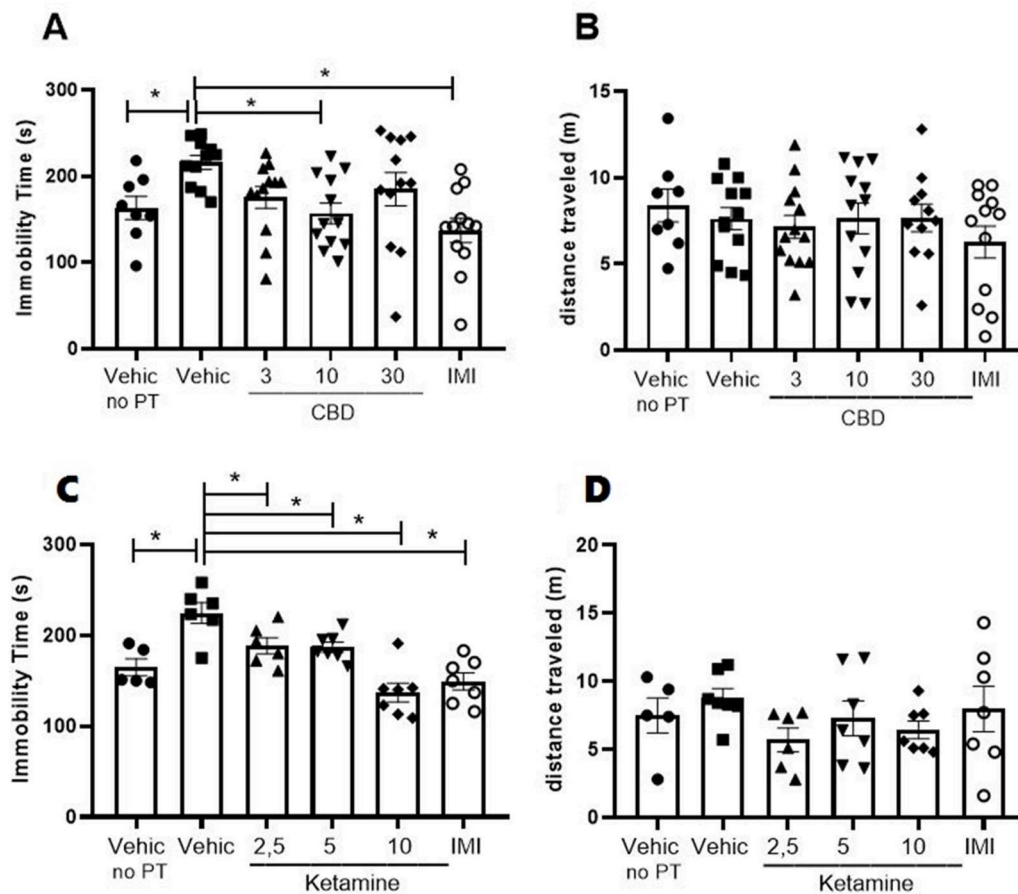 A
B
Immobility Time (s)
300
200
100
0
*
*
*
Vehic
no PT
Vehic
3
10
30
IMI
CBD
distance traveled (m)
15
10
5
0
Vehic
no PT
Vehic
3
10
30
IMI
CBD
C
D
Immobility Time (s)
300
200
100
0
*
*
*
*
*
Vehic
no PT
Vehic
2,5
5
10
IMI
Ketamine
distance traveled (m)
20
15
10
5
0
Vehic
no PT
Vehic
2,5
5
10
IMI
Ketamine